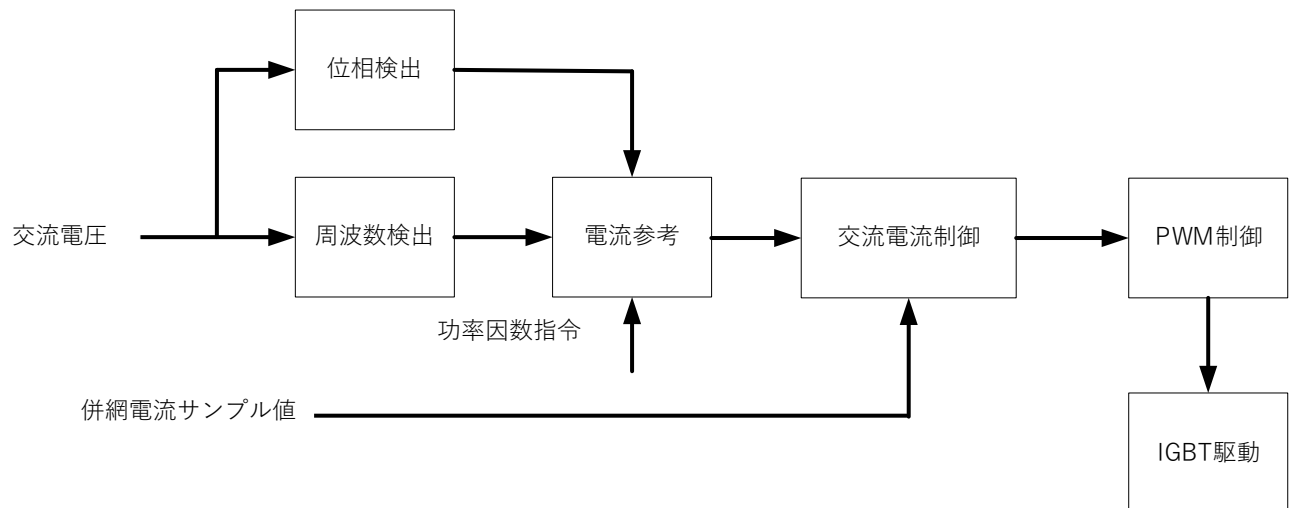 位相検出
交流電圧
周波数検出
電流参考
交流電流制御
PWM制御
功率因数指令
併網電流サンプル値
IGBT駆動